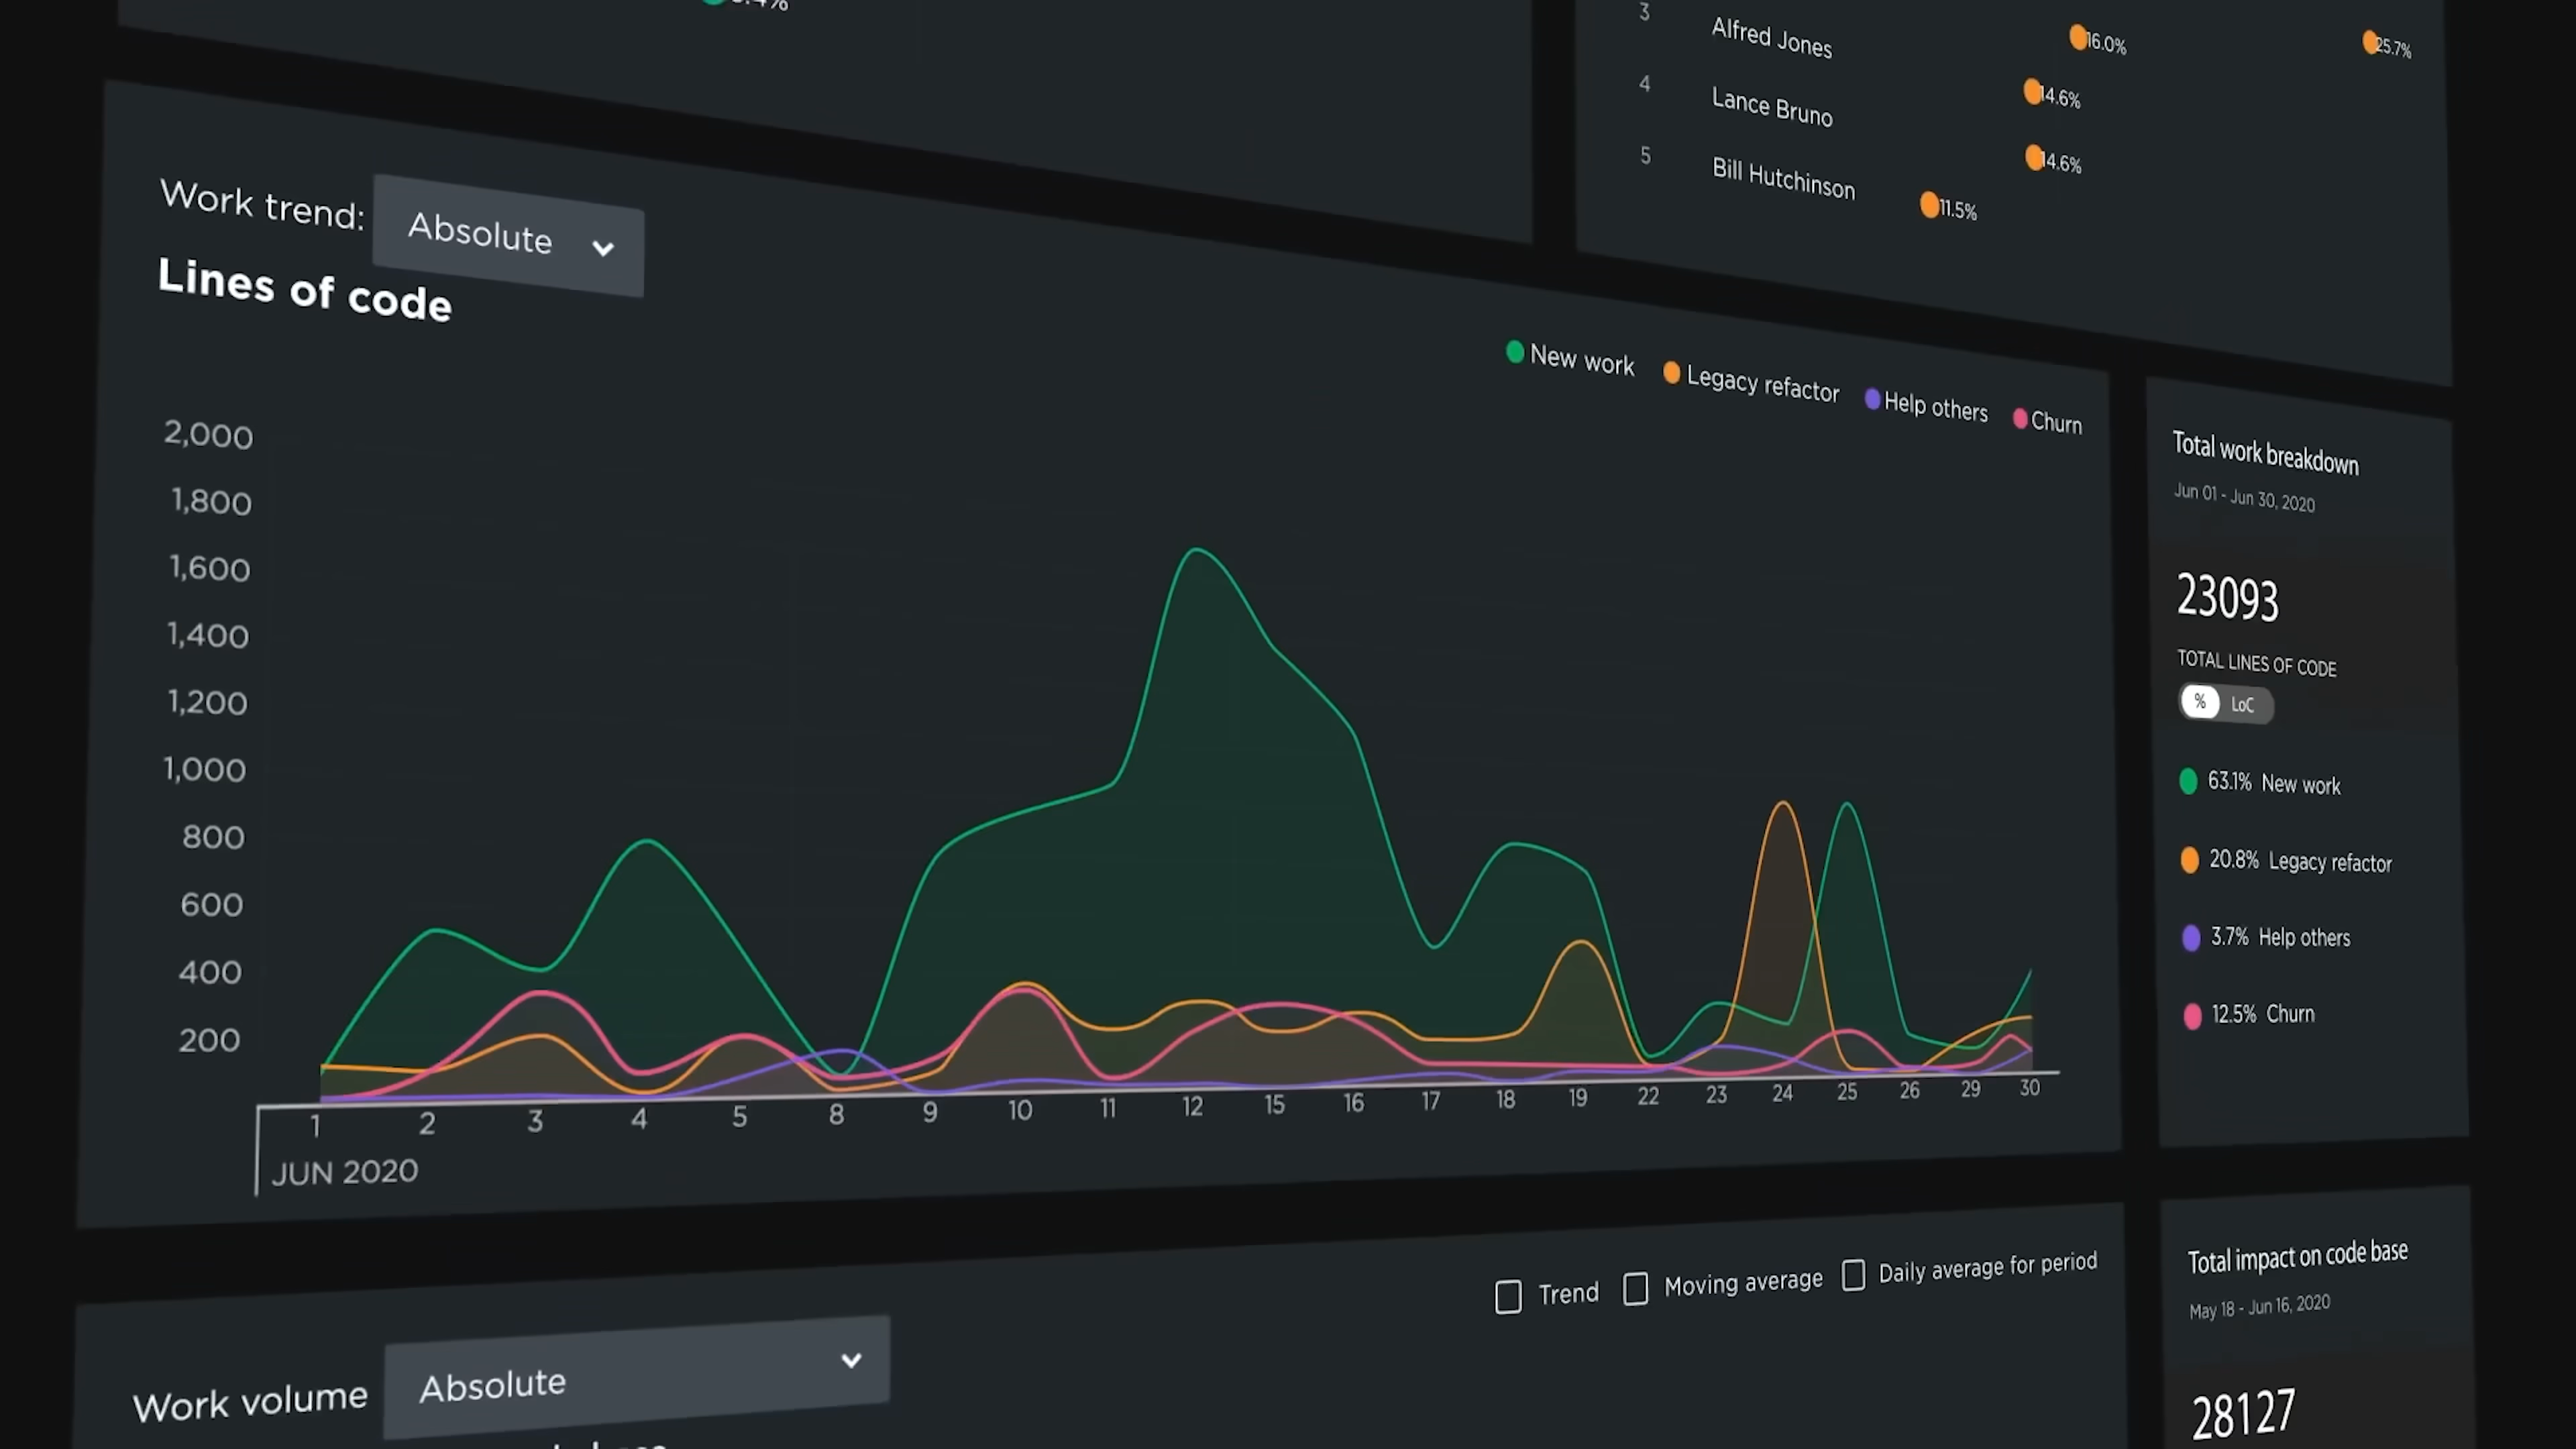 3
Alfred Jones
16.0%
25.7%
4
Lance Bruno
14.6%
5
Bill Hutchinson
14.6%
11.5%
Work trend: Absolute
Lines of code
New work Legacy refactor Help others Churn
2,000
1,800
1,600
1,400
1,200
1,000
800
600
400
200
1 2 3 4 5 8 9 10 11 12 15 16 17 18 19 22 23 24 25 26 29 30
JUN 2020
Total work breakdown
Jun 01 - Jun 30, 2020
23093
TOTAL LINES OF CODE
% LoC
63.1% New work
20.8% Legacy refactor
3.7% Help others
12.5% Churn
Trend Moving average Daily average for period
Work volume Absolute
Total impact on code base
May 18 - Jun 16, 2020
28127